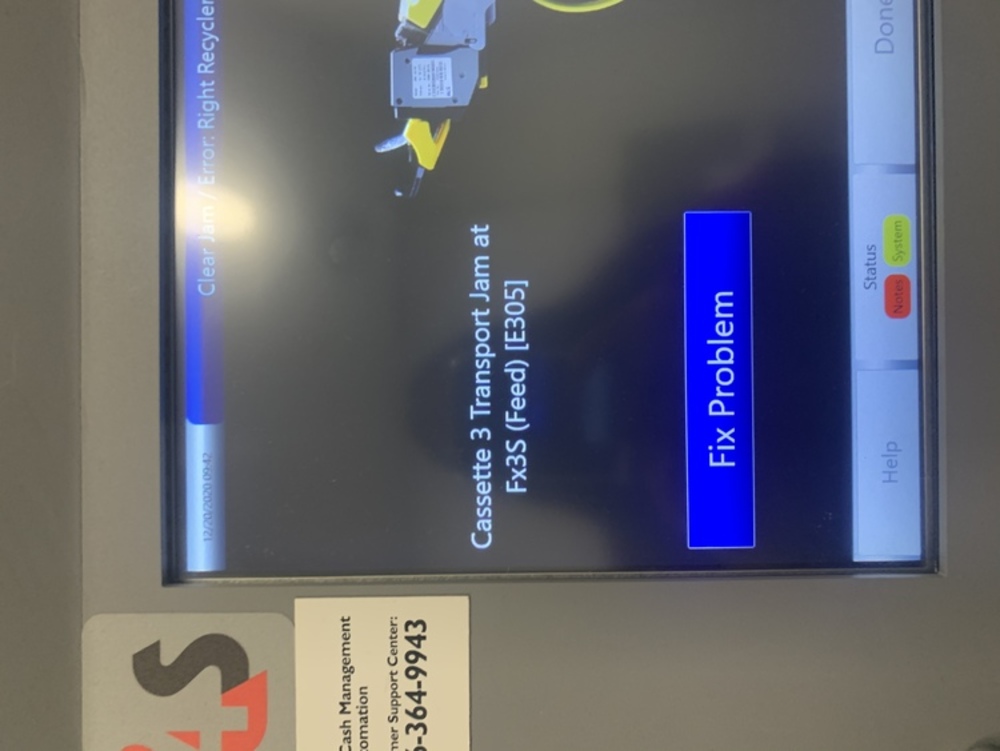 4S
Cash Management
omation
mer Support Center:
6-364-9943
12/20/2020 09:42
Clear Jam / Error: Right Recycler
Cassette 3 Transport Jam at
Fx3S (Feed) [E305]
Fix Problem
Help
Status
Notes
System
Done